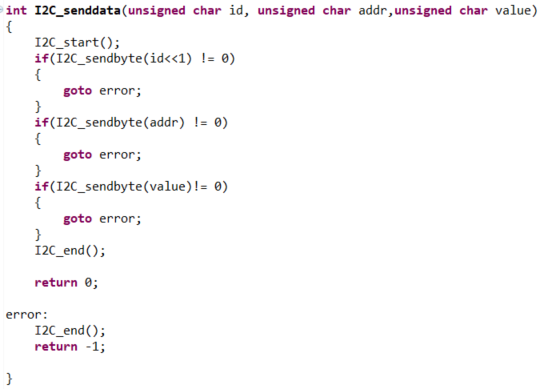 int I2C_senddata(unsigned char id, unsigned char addr,unsigned char value)
{
    I2C_start();
    if(I2C_sendbyte(id<<1) != 0)
    {
        goto error;
    }
    if(I2C_sendbyte(addr) != 0)
    {
        goto error;
    }
    if(I2C_sendbyte(value)!= 0)
    {
        goto error;
    }
    I2C_end();

    return 0;

error:
    I2C_end();
    return -1;

}